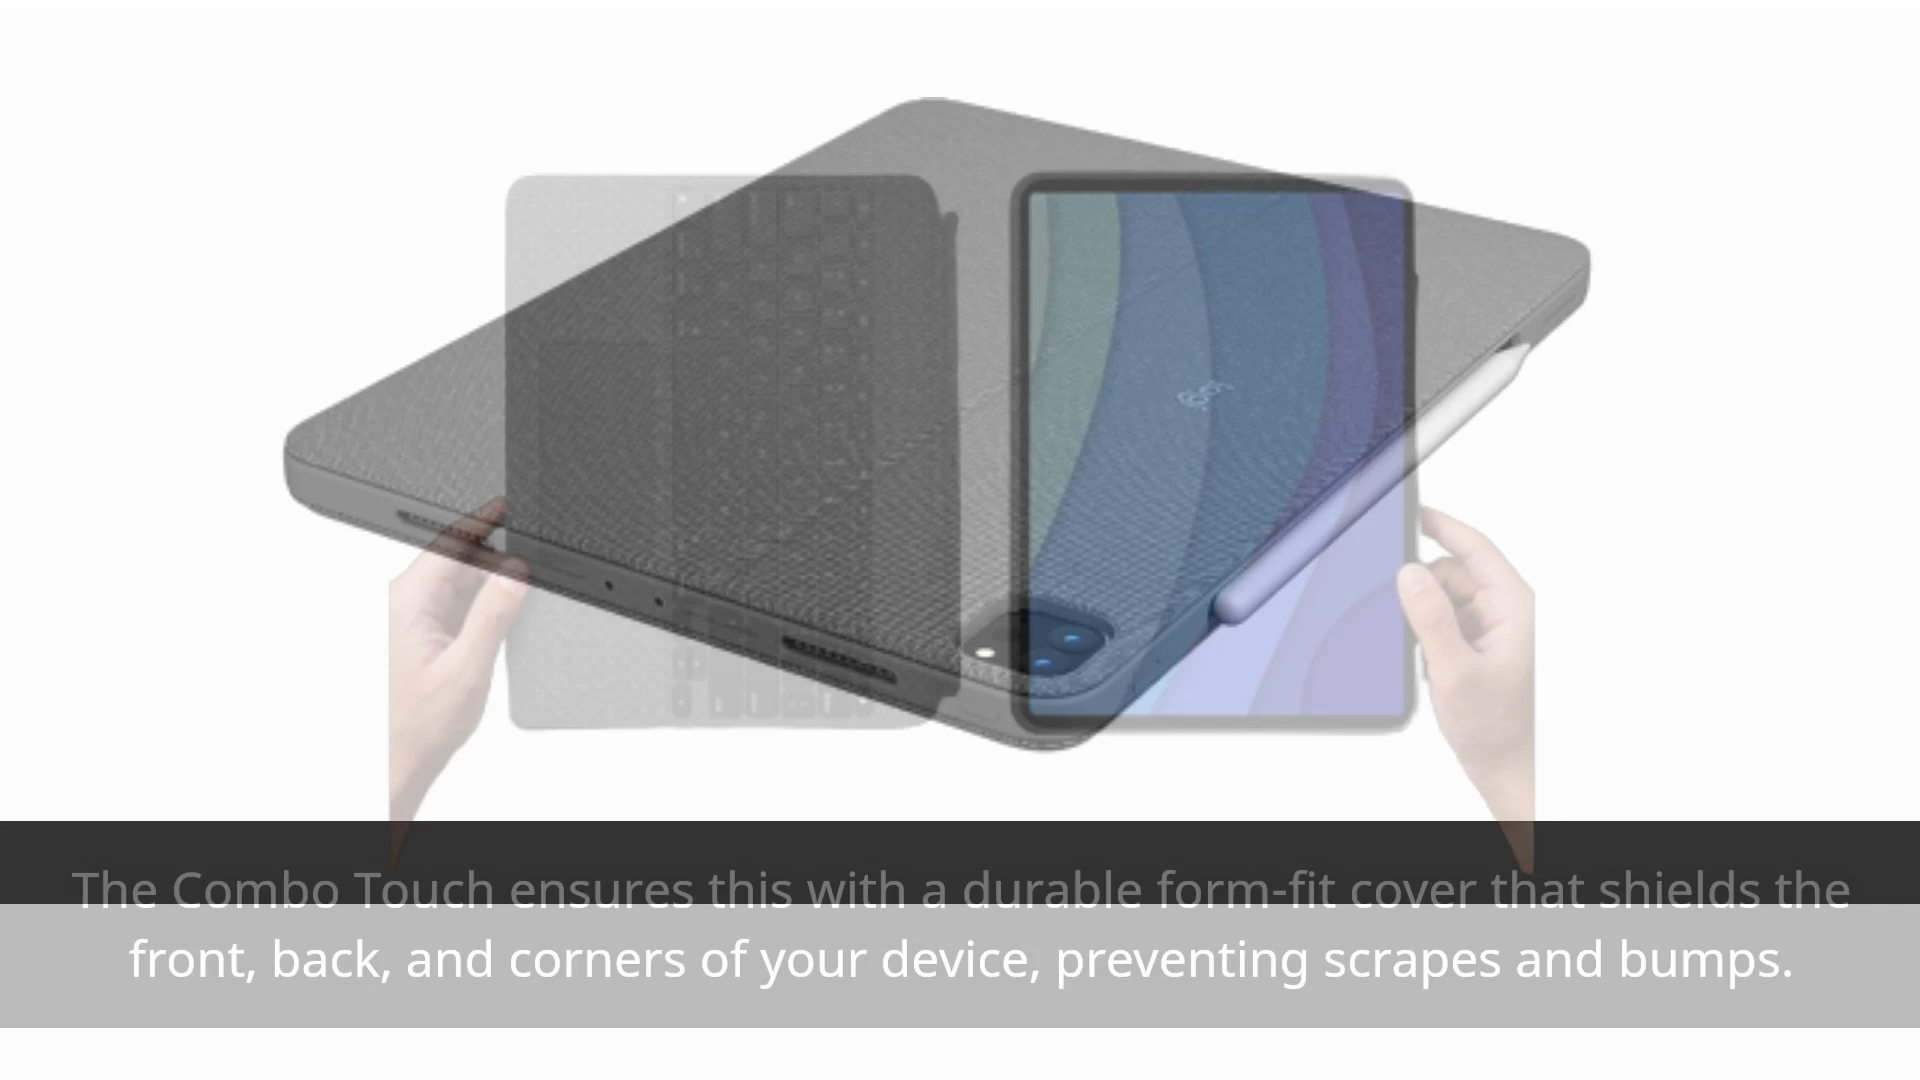 The Combo Touch ensures this with a durable form-fit cover that shields the
front, back, and corners of your device, preventing scrapes and bumps.